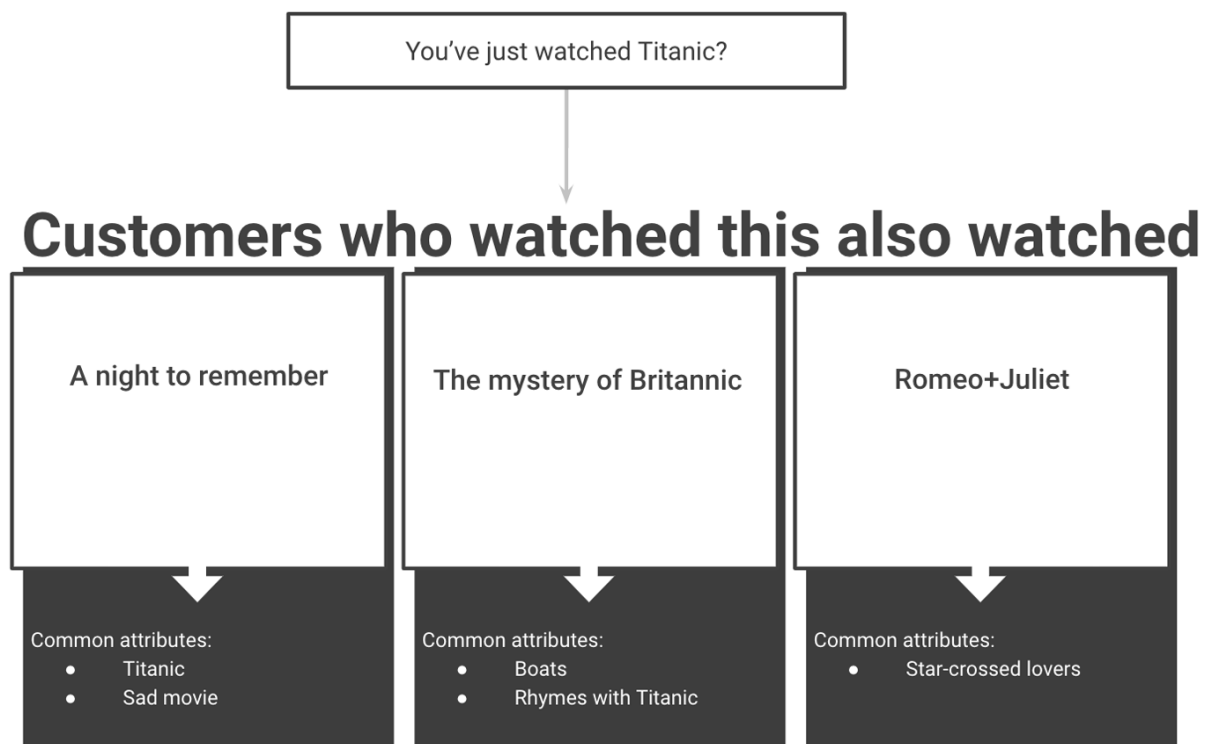 You’ve just watched Titanic?
Customers who watched this also watched
A night to remember
The mystery of Britannic
Romeo+Juliet
Common attributes:
● Titanic
● Sad movie
Common attributes:
● Boats
● Rhymes with Titanic
Common attributes:
● Star-crossed lovers